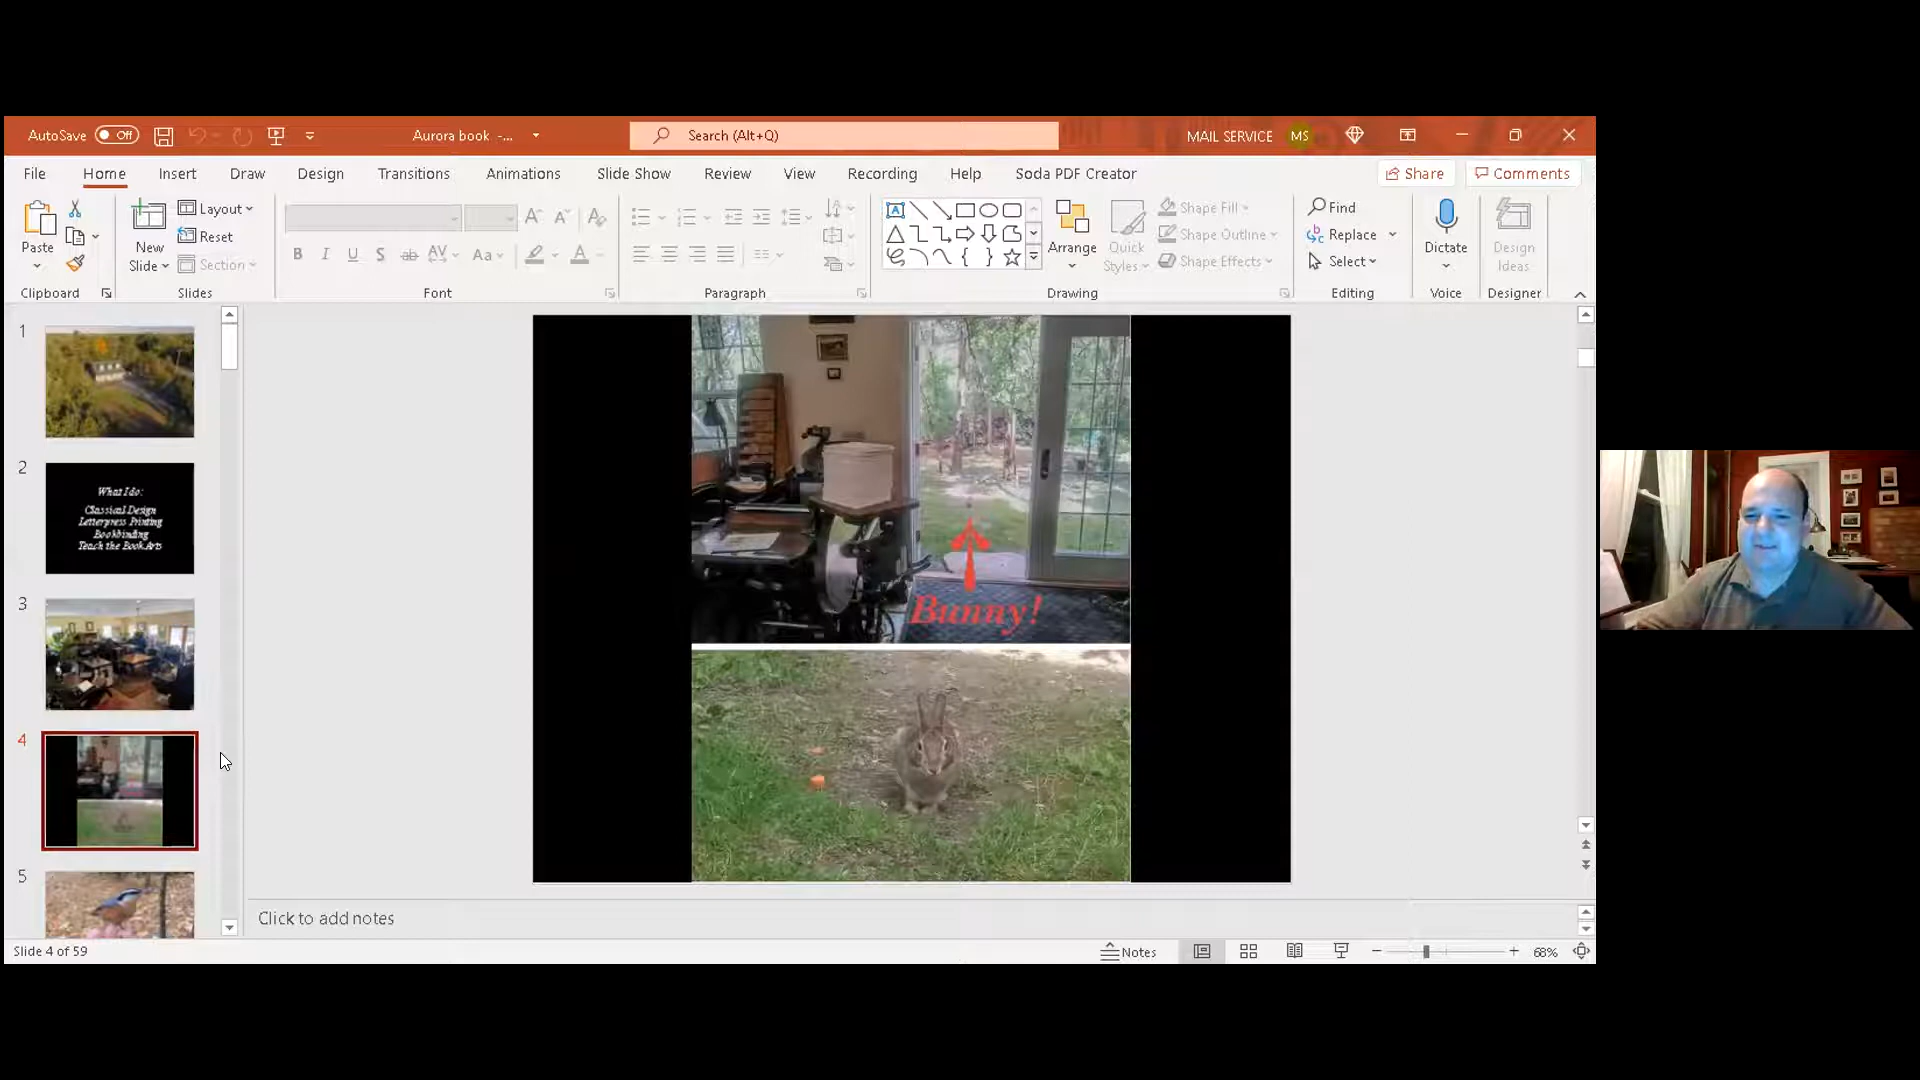 AutoSave Off Aurora book -... Search (Alt+Q) MAIL SERVICE MS
File Home Insert Draw Design Transitions Animations Slide Show Review View Recording Help Soda PDF Creator Share Comments
Paste
New
Slide
Layout
Reset
Section
B I U S ab AV Aa A
Arrange
Quick
Styles
Shape Fill
Shape Outline
Shape Effects
Find
Replace
Select
Dictate
Design
Ideas
Clipboard Slides Font Paragraph Drawing Editing Voice Designer
1
2
What I do:
Classical Design
Letterpress Printing
Bookbinding
Teach the Book Arts
3
4
5
Bunny!
Click to add notes
Slide 4 of 59 Notes 68%